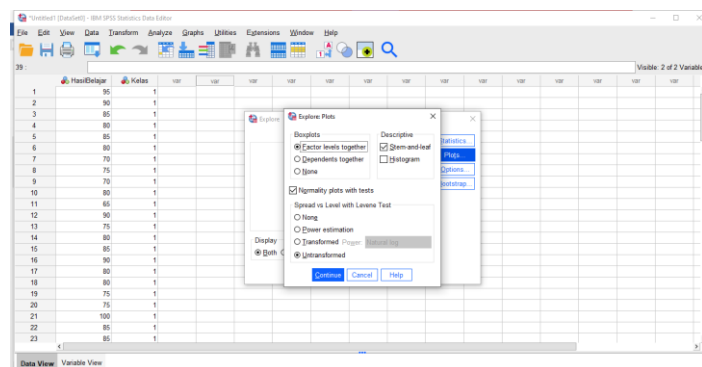 *Untitled1 [DataSet0] - IBM SPSS Statistics Data Editor
File Edit View Data Transform Analyze Graphs Utilities Extensions Window Help
39 :
Visible: 2 of 2 Variable
HasilBelajar Kelas var var var var var var var var var var var var
1 95 1
2 90 1
3 85 1
4 80 1
5 85 1
6 80 1
7 70 1
8 75 1
9 70 1
10 80 1
11 65 1
12 90 1
13 75 1
14 80 1
15 85 1
16 90 1
17 80 1
18 80 1
19 75 1
20 75 1
21 100 1
22 85 1
23 85 1
Explore
Statistics...
Plots...
Options...
Bootstrap...
Display
Both
Explore: Plots
Boxplots
Factor levels together
Dependents together
None
Descriptive
Stem-and-leaf
Histogram
Normality plots with tests
Spread vs Level with Levene Test
None
Power estimation
Transformed Power: Natural log
Untransformed
Continue Cancel Help
Data View Variable View